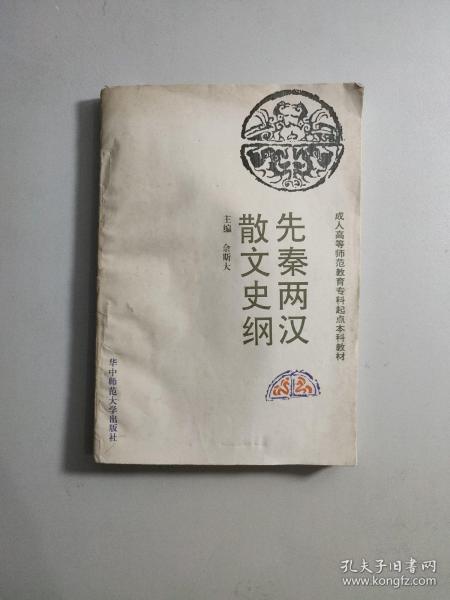 成人高等师范教育专科起点本科教材
先秦两汉
散文史纲
主编 余斯大
华中师范大学出版社
孔夫子旧书网
www.kongfz.com